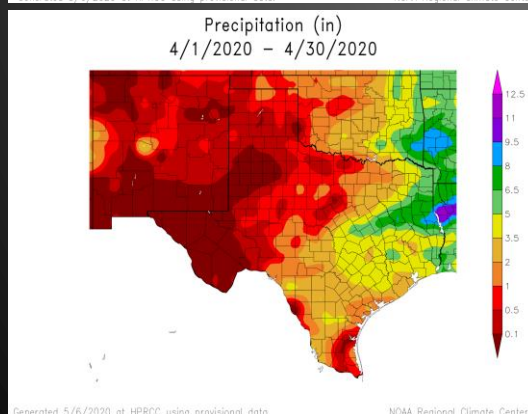 Precipitation (in)
4/1/2020 – 4/30/2020
12.5
11
9.5
8
6.5
5
3.5
2
1
0.5
0.1
Generated 5/6/2020 at HPRCC using provisional data.
NOAA Regional Climate Center